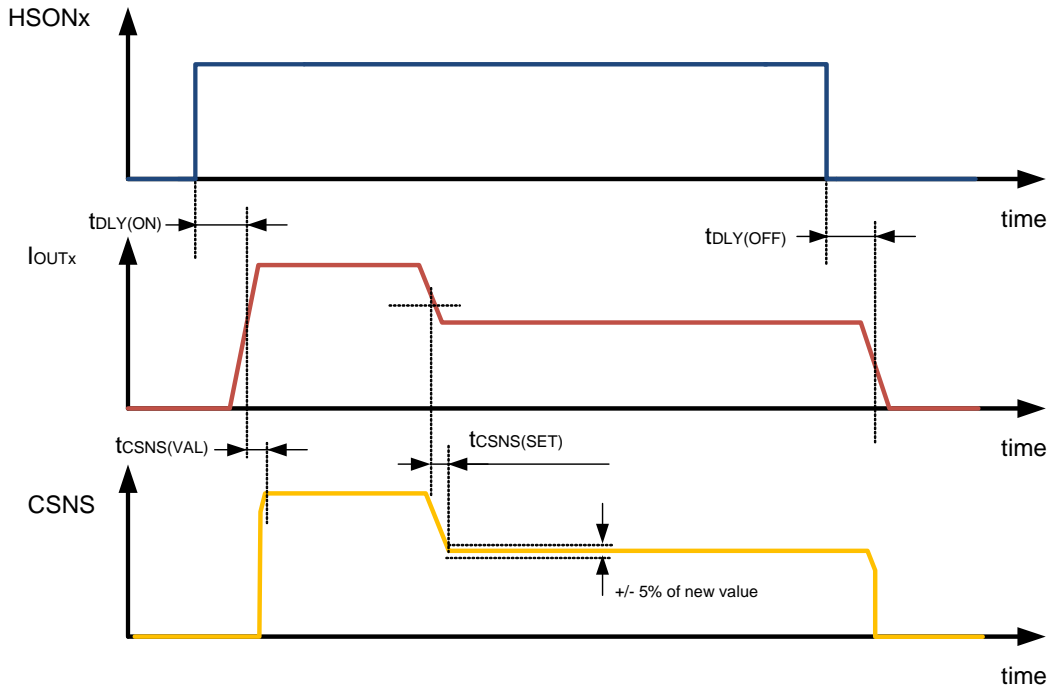 HSONx
time
tDLY(ON)
tDLY(OFF)
IOUTx
time
tCSNS(VAL)
tCSNS(SET)
CSNS
+/- 5% of new value
time